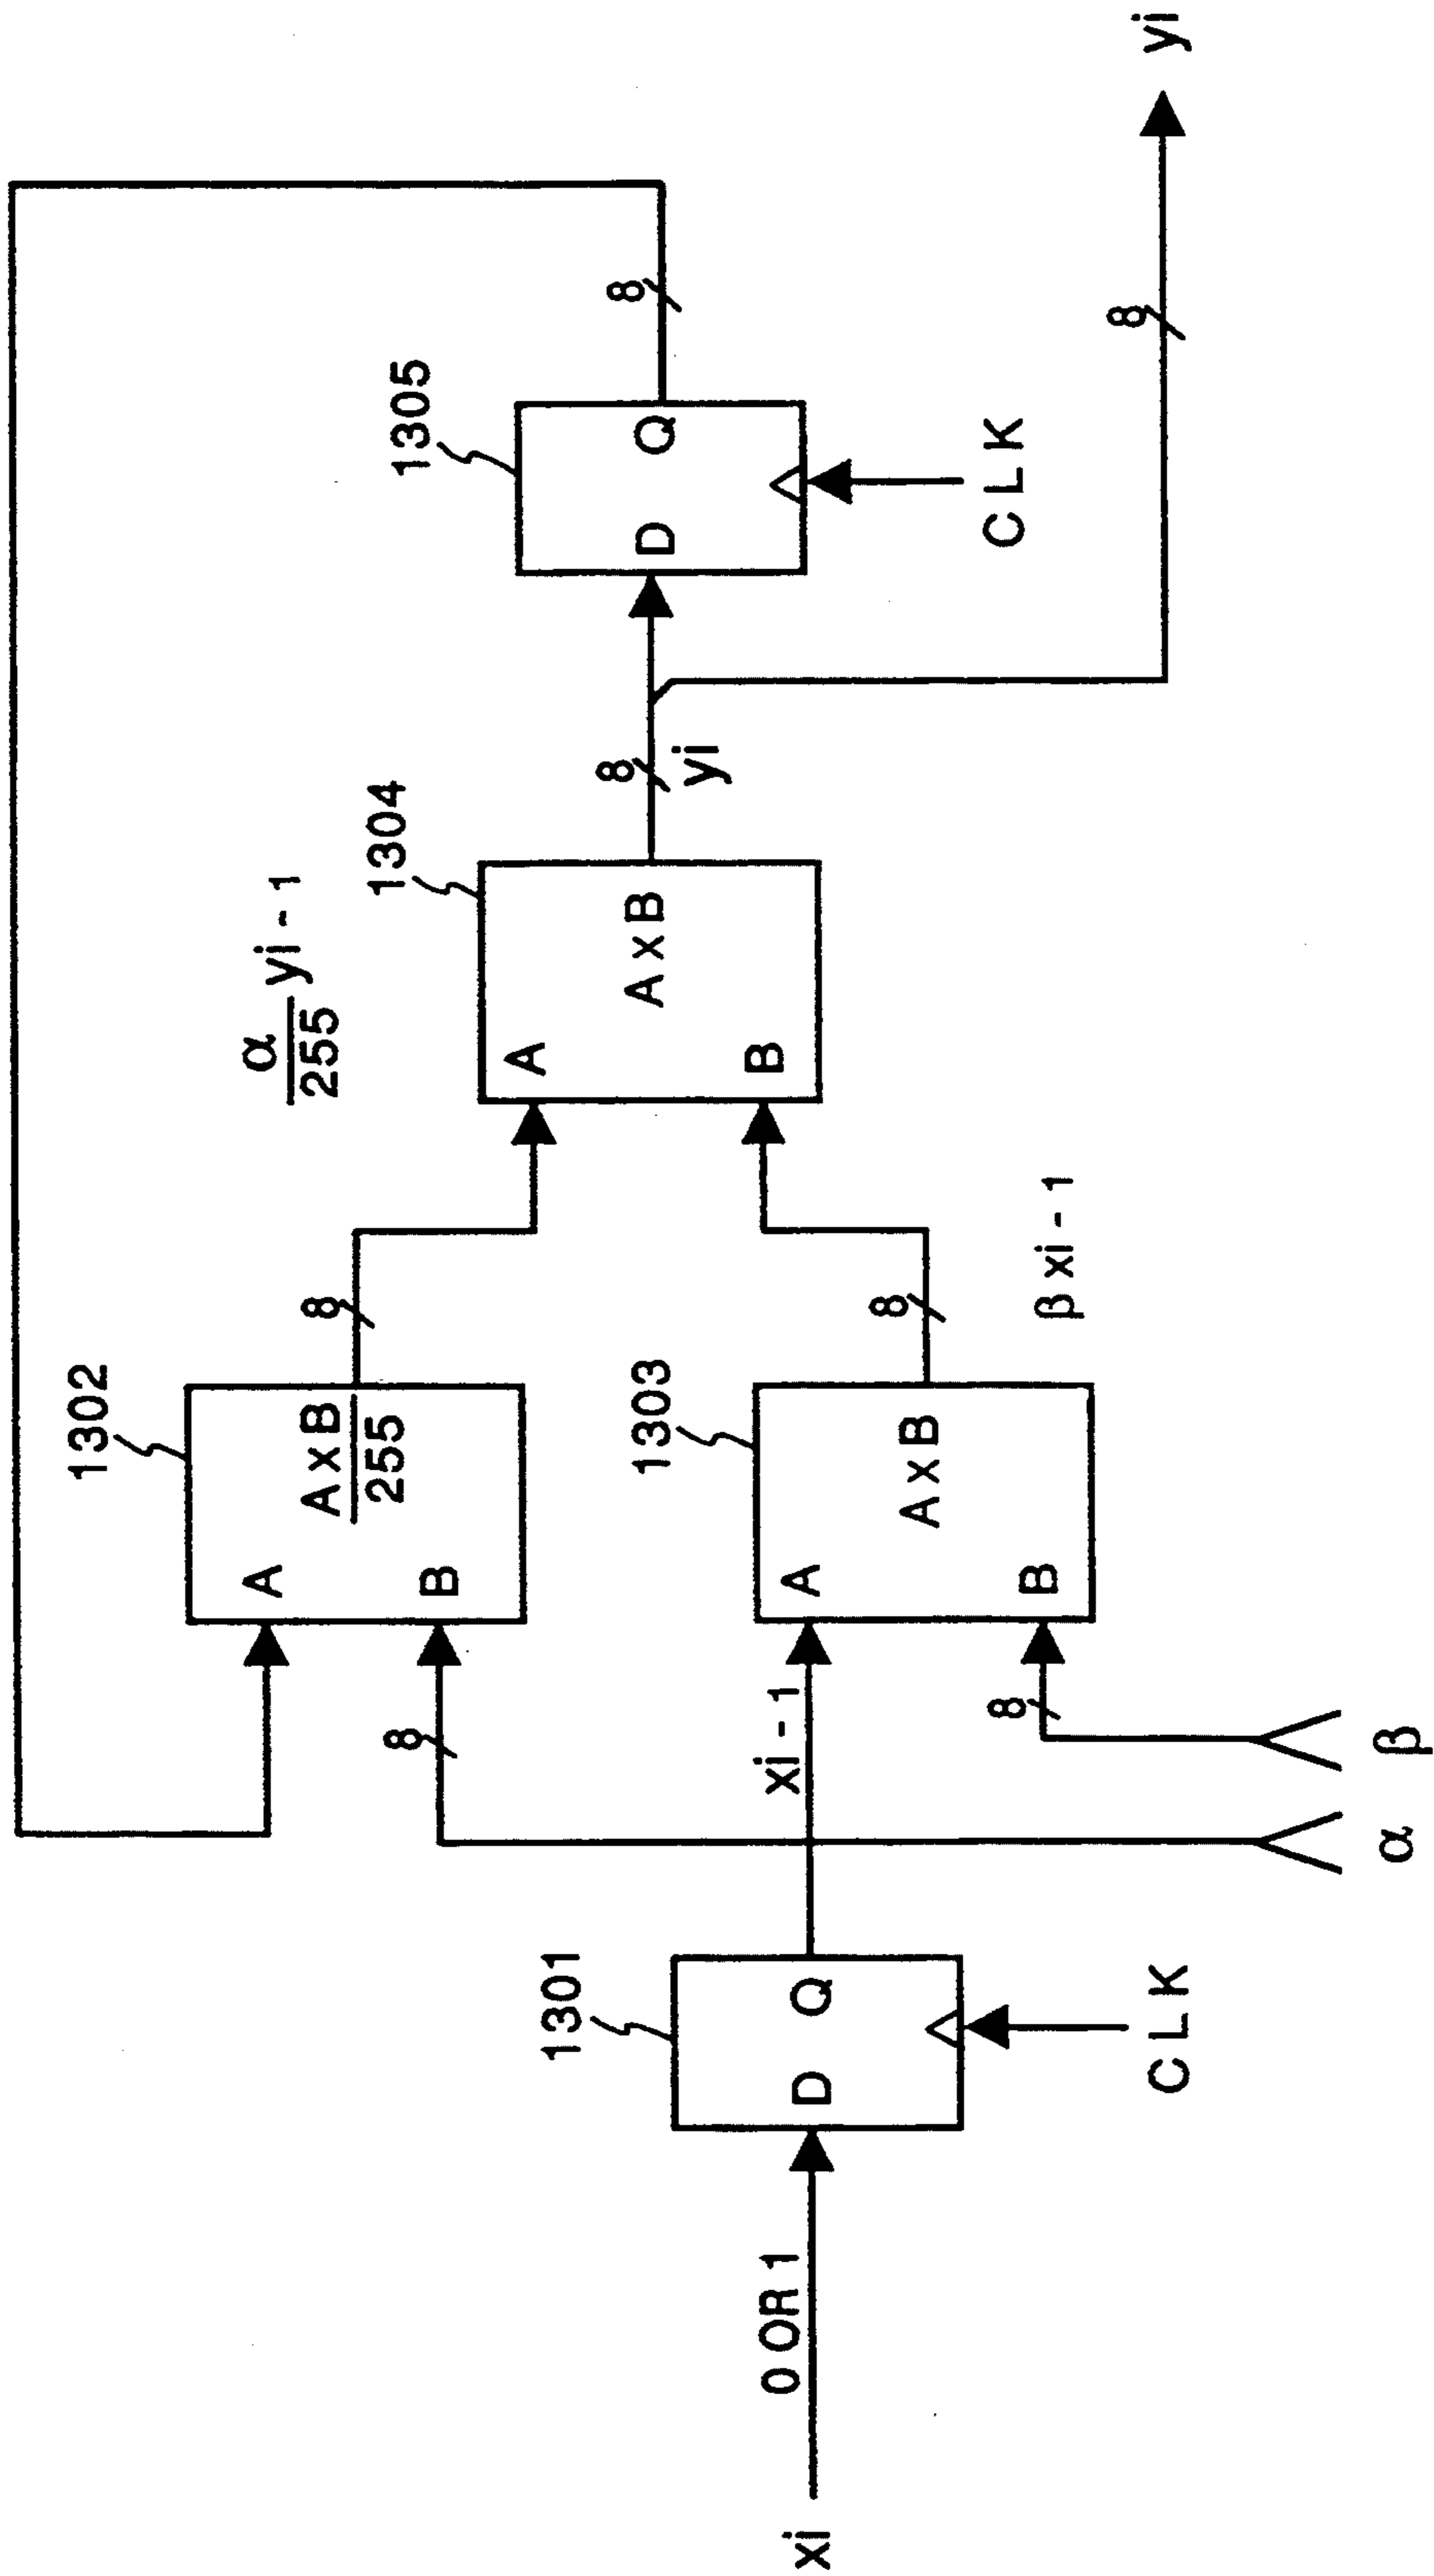 xi
0 OR 1
1301
D Q
CLK
xi - 1
α
β
8
8
1302
A
B
A x B
255
8
1303
A
B
A x B
8
β xi - 1
α
255
yi - 1
1304
A
B
A x B
8
yi
1305
D Q
CLK
8
8
yi